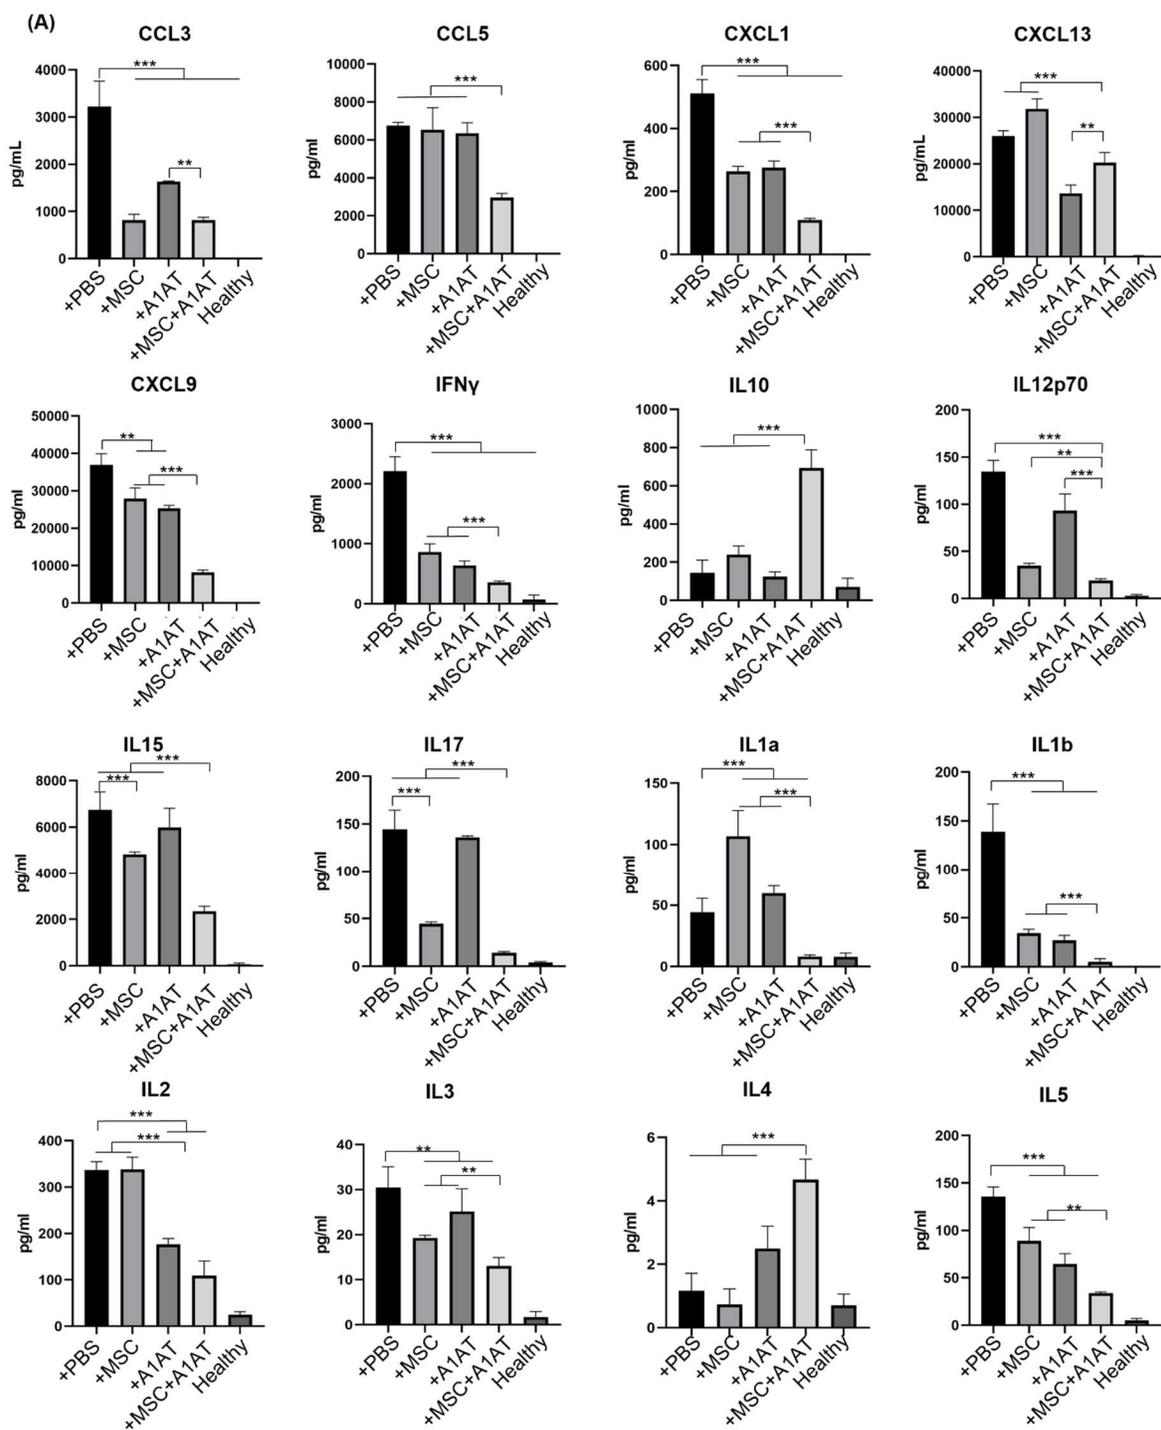 (A)
CCL3
4000
3000
2000
1000
0
pg/mL
***
**
+PBS
+MSC
+A1AT
+MSC+A1AT
Healthy
CCL5
10000
8000
6000
4000
2000
0
pg/ml
***
+PBS
+MSC
+A1AT
+MSC+A1AT
Healthy
CXCL1
600
400
200
0
pg/ml
***
***
+PBS
+MSC
+A1AT
+MSC+A1AT
Healthy
CXCL13
40000
30000
20000
10000
0
pg/mL
***
**
+PBS
+MSC
+A1AT
+MSC+A1AT
Healthy
CXCL9
50000
40000
30000
20000
10000
0
pg/ml
**
***
+PBS
+MSC
+A1AT
+MSC+A1AT
Healthy
IFNγ
3000
2000
1000
0
pg/ml
***
***
+PBS
+MSC
+A1AT
+MSC+A1AT
Healthy
IL10
1000
800
600
400
200
0
pg/ml
***
+PBS
+MSC
+A1AT
+MSC+A1AT
Healthy
IL12p70
200
150
100
50
0
pg/ml
***
**
***
+PBS
+MSC
+A1AT
+MSC+A1AT
Healthy
IL15
8000
6000
4000
2000
0
pg/ml
***
***
+PBS
+MSC
+A1AT
+MSC+A1AT
Healthy
IL17
200
150
100
50
0
pg/ml
***
***
+PBS
+MSC
+A1AT
+MSC+A1AT
Healthy
IL1a
150
100
50
0
pg/ml
***
***
+PBS
+MSC
+A1AT
+MSC+A1AT
Healthy
IL1b
200
150
100
50
0
pg/ml
***
***
+PBS
+MSC
+A1AT
+MSC+A1AT
Healthy
IL2
400
300
200
100
0
pg/ml
***
***
+PBS
+MSC
+A1AT
+MSC+A1AT
Healthy
IL3
40
30
20
10
0
pg/ml
**
**
+PBS
+MSC
+A1AT
+MSC+A1AT
Healthy
IL4
6
4
2
0
pg/ml
***
+PBS
+MSC
+A1AT
+MSC+A1AT
Healthy
IL5
200
150
100
50
0
pg/ml
***
**
+PBS
+MSC
+A1AT
+MSC+A1AT
Healthy